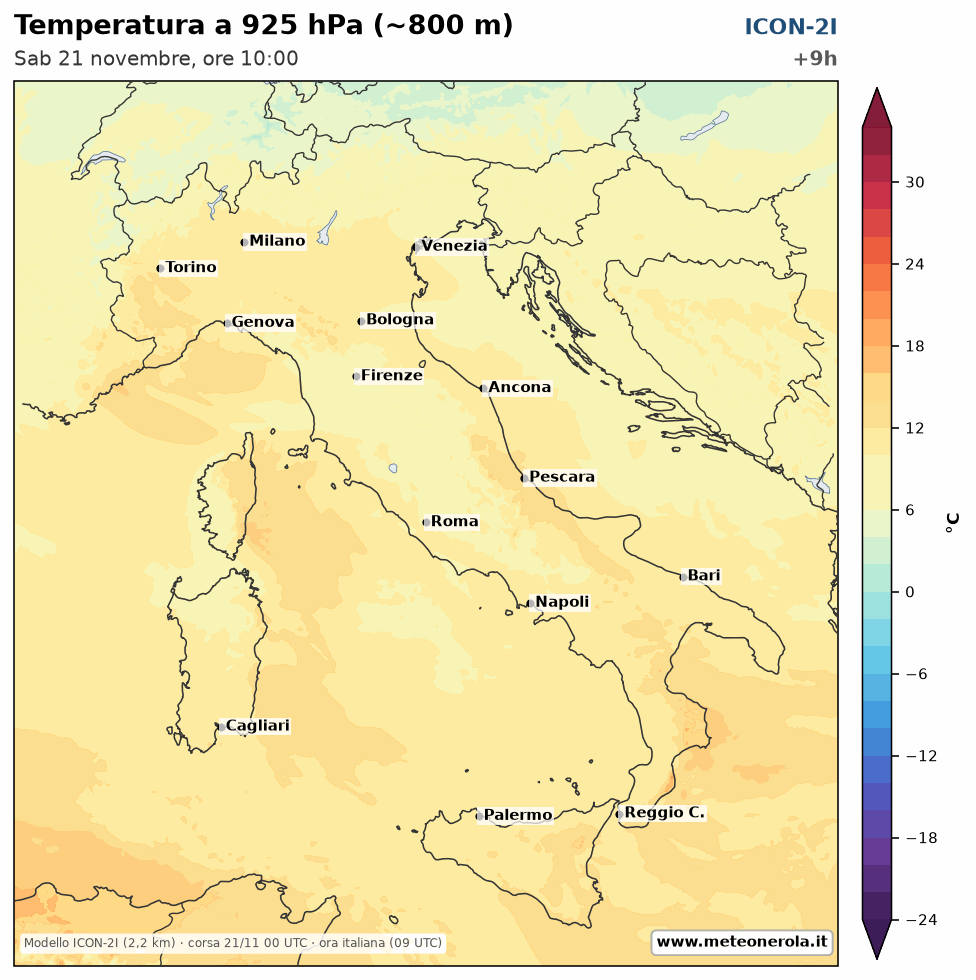 Temperatura a 925 hPa (~800 m)
ICON-2I
Sab 21 novembre, ore 10:00
+9h
Milano
Venezia
Torino
Genova
Bologna
Firenze
Ancona
Pescara
Roma
Bari
Napoli
Cagliari
Palermo
Reggio C.
30
24
18
12
6
0
−6
−12
−18
−24
°C
Modello ICON-2I (2,2 km) · corsa 21/11 00 UTC · ora italiana (09 UTC)
www.meteonerola.it